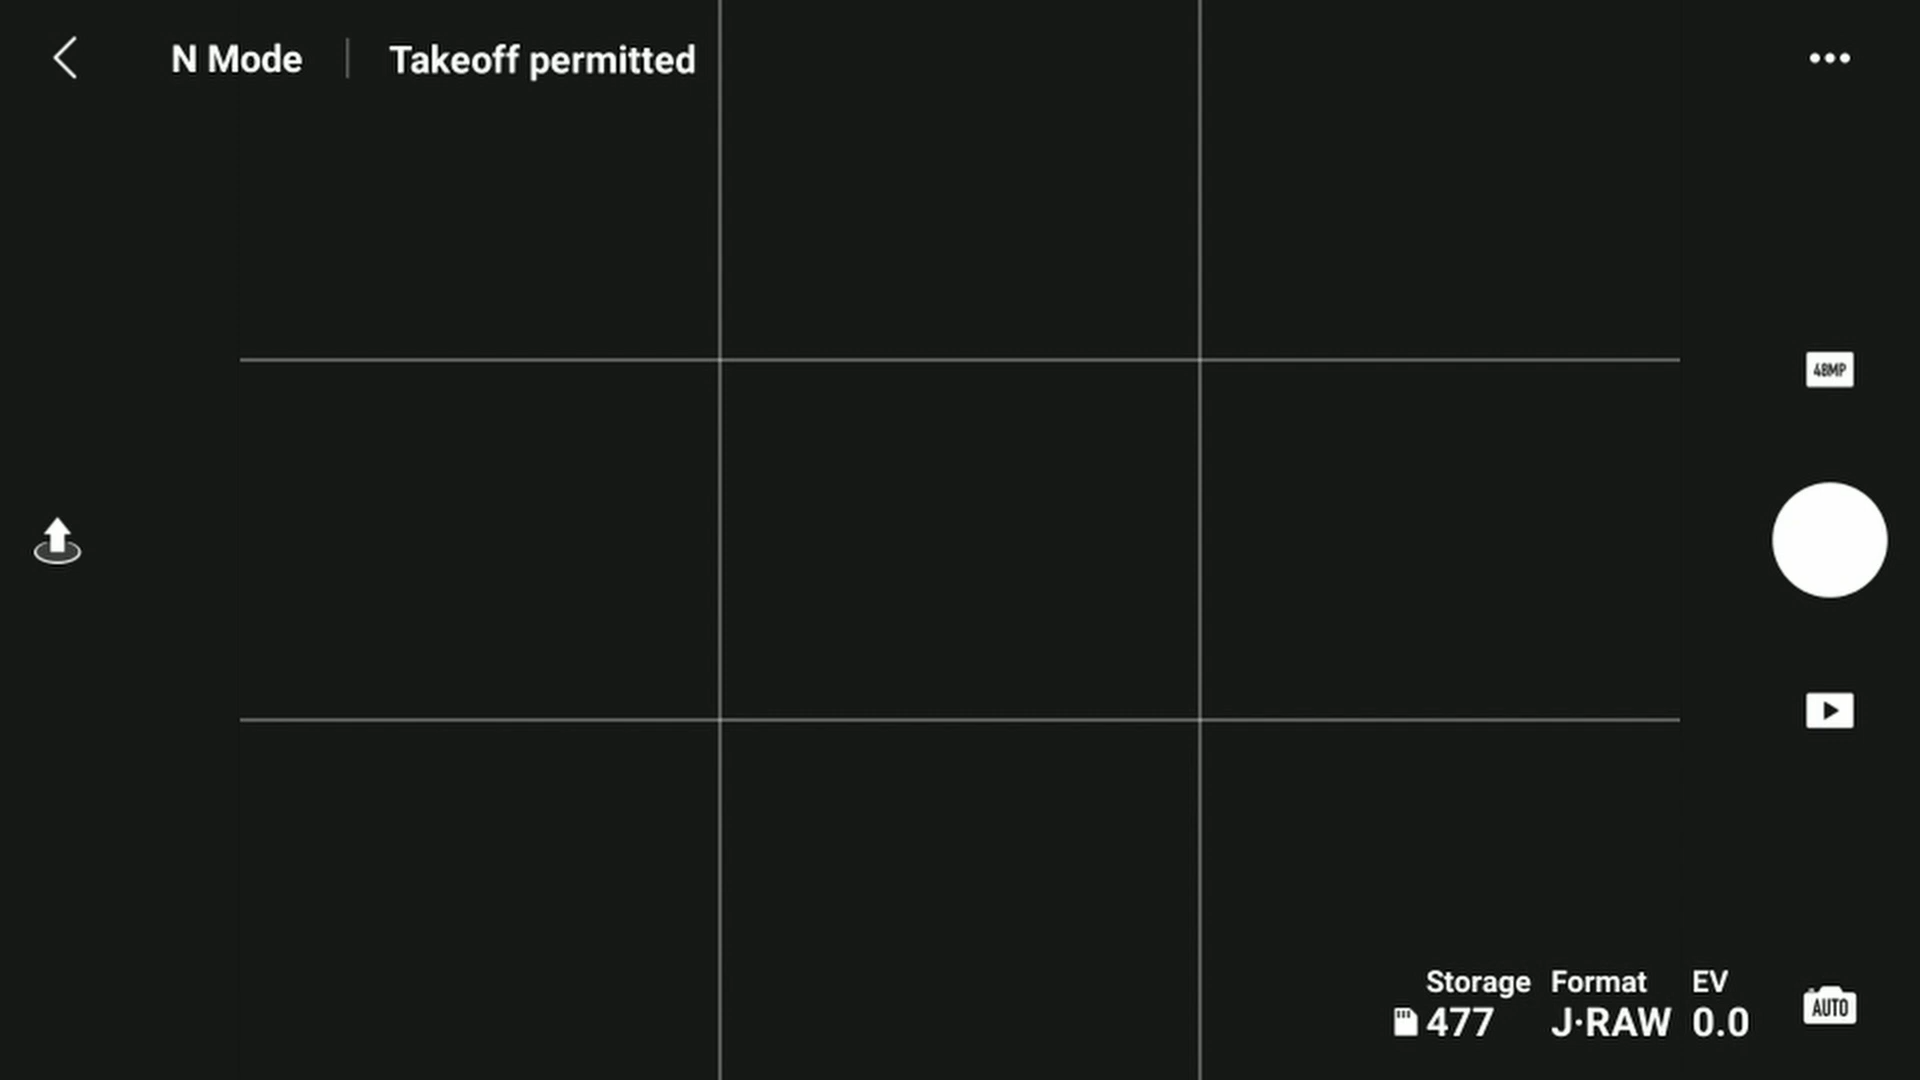 N Mode
Takeoff permitted
48MP
Storage Format EV
477 J·RAW 0.0
AUTO